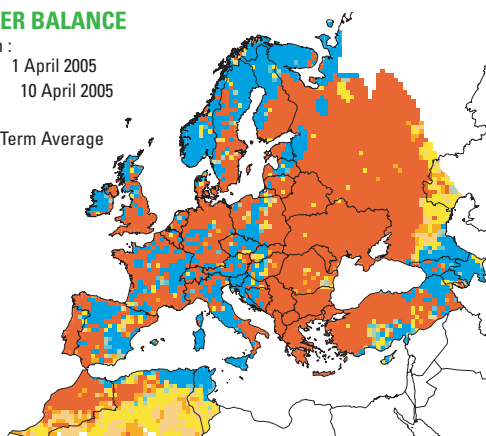 ER BALANCE
:
1 April 2005
10 April 2005
Term Average